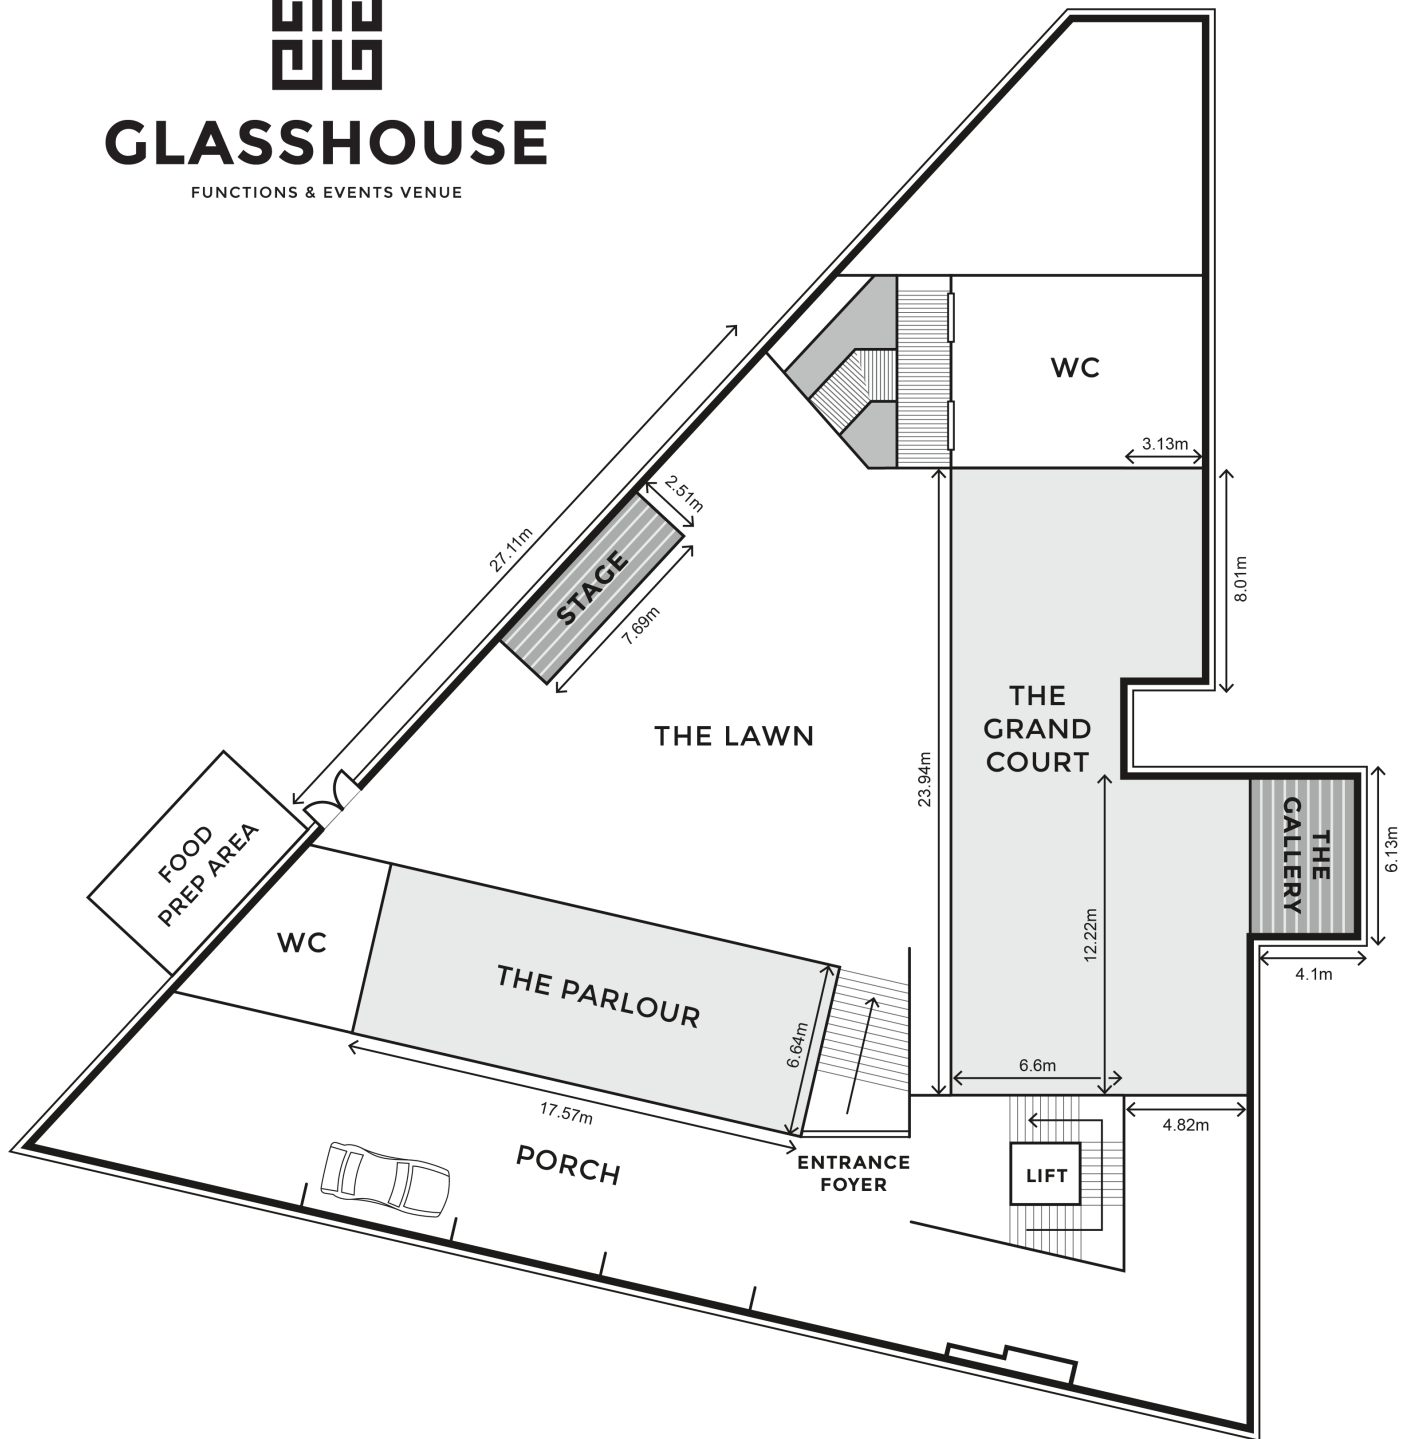 GLASSHOUSE
FUNCTIONS & EVENTS VENUE
WC
3.13m
2.51m
27.11m
STAGE
7.69m
8.01m
THE
GRAND
COURT
THE LAWN
23.94m
THE
GALLERY
6.13m
FOOD
PREP AREA
WC
THE PARLOUR
12.22m
4.1m
6.64m
6.6m
17.57m
4.82m
PORCH
ENTRANCE
FOYER
LIFT